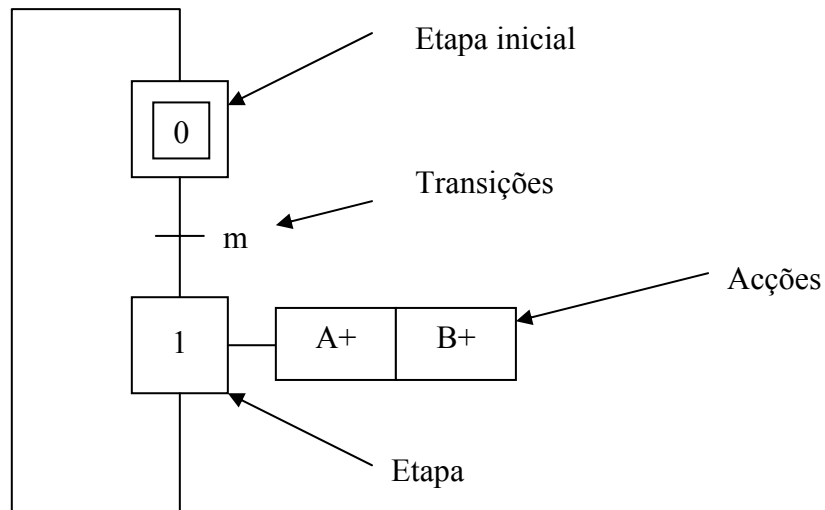 Etapa inicial
0
Transições
m
Acções
1
A+
B+
Etapa